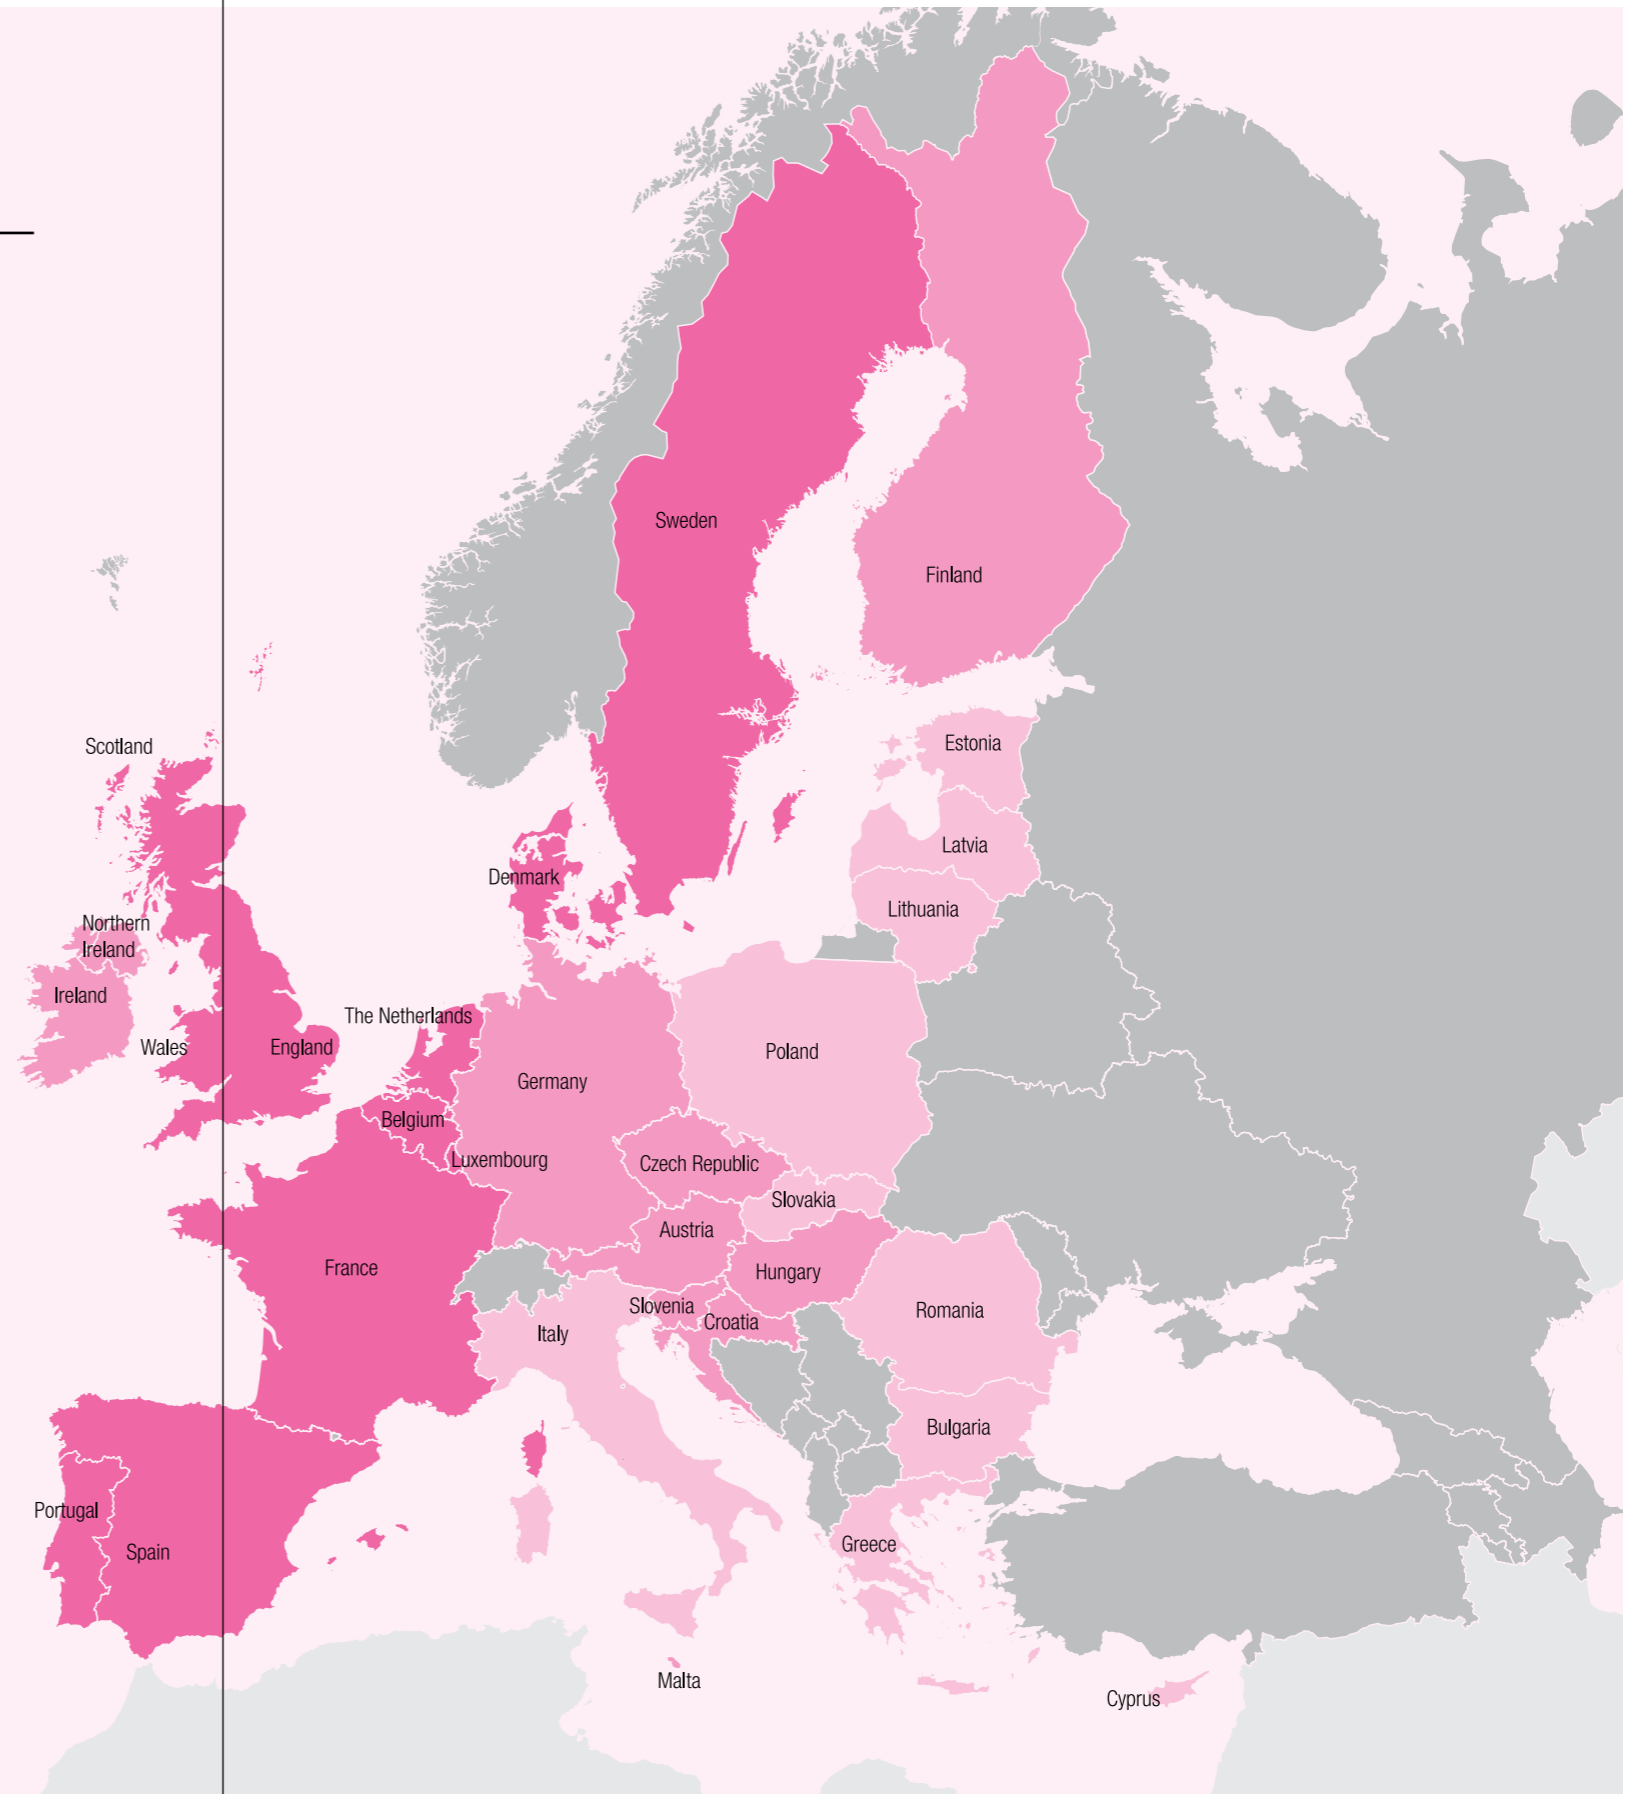 Sweden
Finland
Scotland
Estonia
Latvia
Denmark
Lithuania
Northern
Ireland
Ireland
The Netherlands
Wales
England
Poland
Germany
Belgium
Luxembourg
Czech Republic
Slovakia
Austria
France
Hungary
Slovenia
Croatia
Romania
Italy
Bulgaria
Portugal
Spain
Greece
Malta
Cyprus